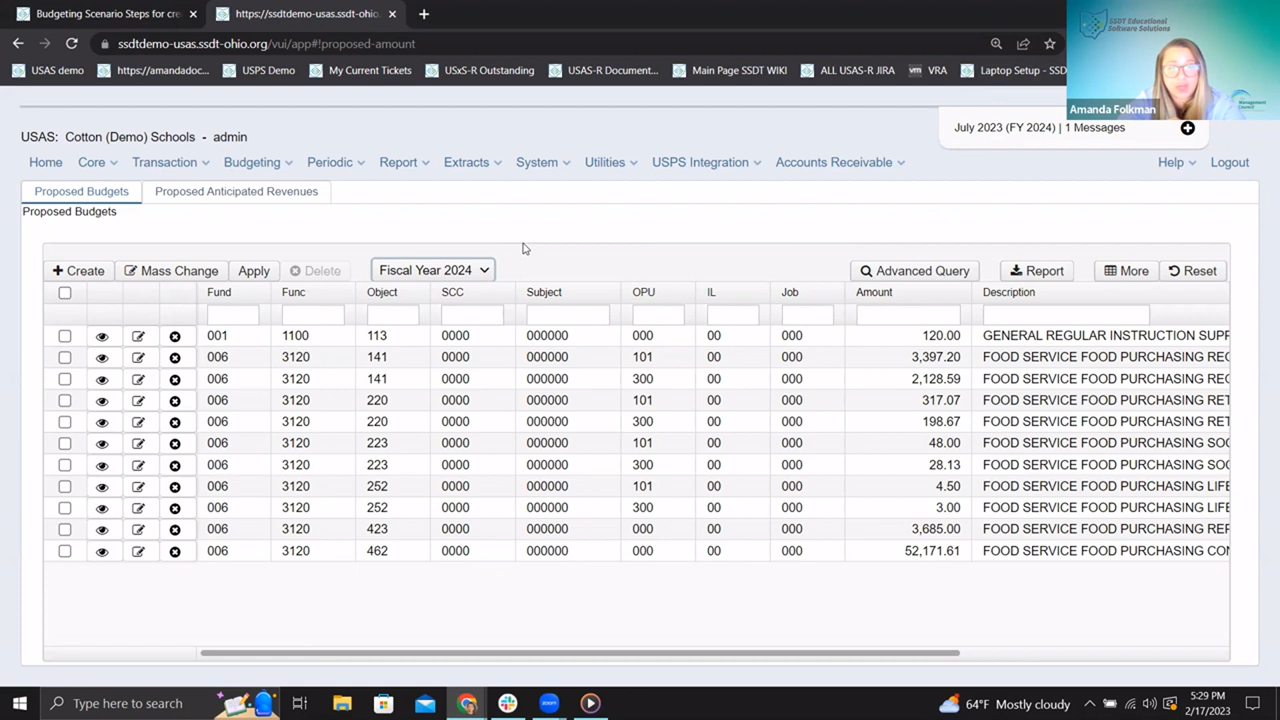 Budgeting Scenario Steps for cre
https://ssdtdemo-usas.ssdt-ohio.
ssdtdemo-usas.ssdt-ohio.org/vui/app#!proposed-amount
USAS demo https://amandadoc... USPS Demo My Current Tickets USxS-R Outstanding USAS-R Document... Main Page SSDT WIKI ALL USAS-R JIRA vm VRA Laptop Setup - SSD
SSDT Educational
Software Solutions
Management
Council
Amanda Folkman
USAS: Cotton (Demo) Schools - admin
July 2023 (FY 2024) | 1 Messages
Home Core Transaction Budgeting Periodic Report Extracts System Utilities USPS Integration Accounts Receivable Help Logout
Proposed Budgets Proposed Anticipated Revenues
Proposed Budgets
Create Mass Change Apply Delete Fiscal Year 2024 Advanced Query Report More Reset
Fund Func Object SCC Subject OPU IL Job Amount Description
001 1100 113 0000 000000 000 00 000 120.00 GENERAL REGULAR INSTRUCTION SUPP
006 3120 141 0000 000000 101 00 000 3,397.20 FOOD SERVICE FOOD PURCHASING REG
006 3120 141 0000 000000 300 00 000 2,128.59 FOOD SERVICE FOOD PURCHASING REG
006 3120 220 0000 000000 101 00 000 317.07 FOOD SERVICE FOOD PURCHASING RET
006 3120 220 0000 000000 300 00 000 198.67 FOOD SERVICE FOOD PURCHASING RET
006 3120 223 0000 000000 101 00 000 48.00 FOOD SERVICE FOOD PURCHASING SOC
006 3120 223 0000 000000 300 00 000 28.13 FOOD SERVICE FOOD PURCHASING SOC
006 3120 252 0000 000000 101 00 000 4.50 FOOD SERVICE FOOD PURCHASING LIFE
006 3120 252 0000 000000 300 00 000 3.00 FOOD SERVICE FOOD PURCHASING LIFE
006 3120 423 0000 000000 000 00 000 3,685.00 FOOD SERVICE FOOD PURCHASING REP
006 3120 462 0000 000000 000 00 000 52,171.61 FOOD SERVICE FOOD PURCHASING CON
Type here to search
64°F Mostly cloudy
5:29 PM
2/17/2023